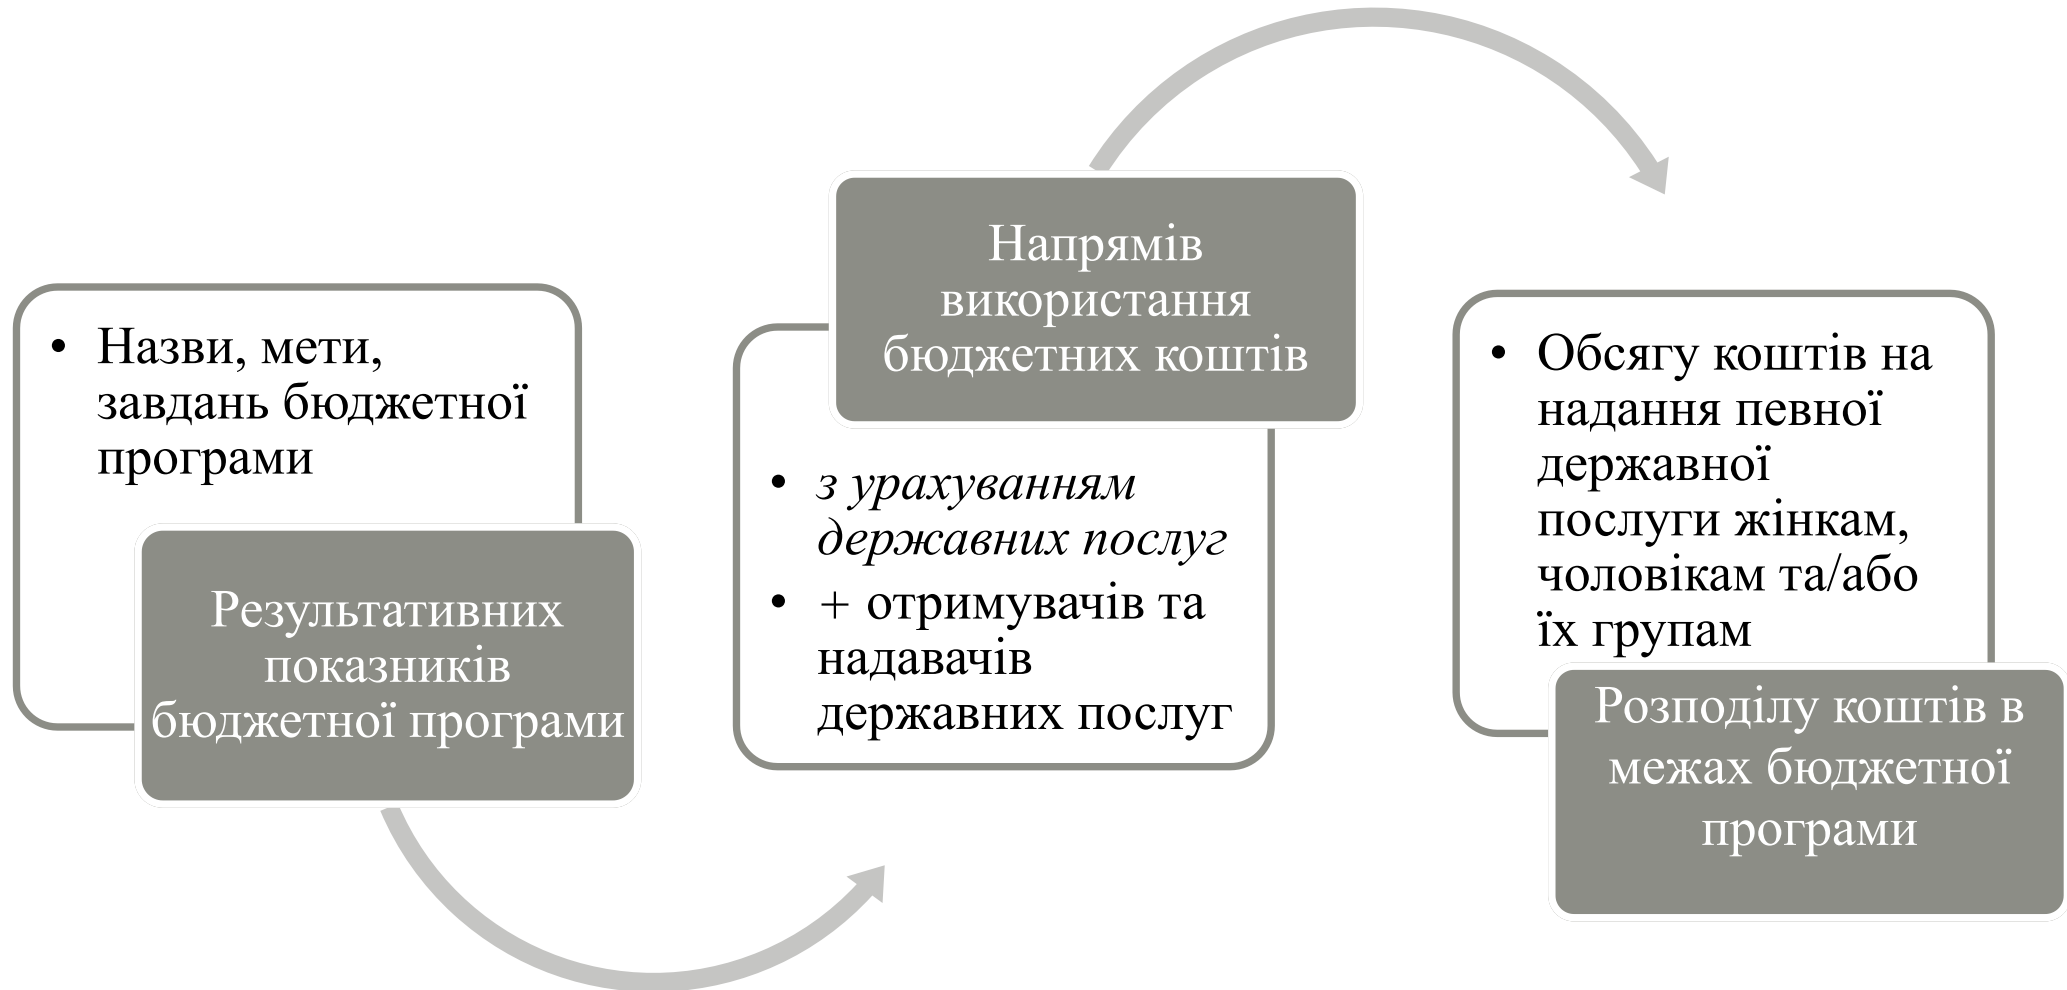 • Назви, мети,
завдань бюджетної
програми
Результативних
показників
бюджетної програми
Напрямів
використання
бюджетних коштів
• з урахуванням
державних послуг
• + отримувачів та
надавачів
державних послуг
• Обсягу коштів на
надання певної
державної
послуги жінкам,
чоловікам та/або
їх групам
Розподілу коштів в
межах бюджетної
програми